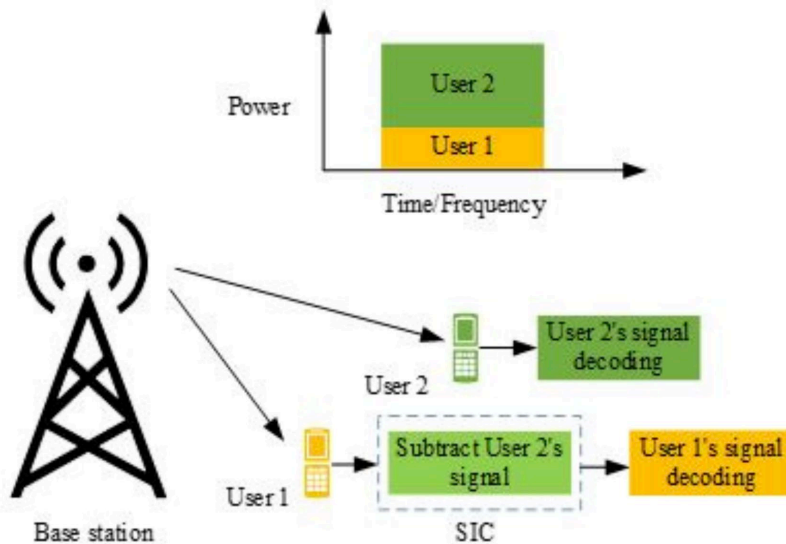 Power
User 2
User 1
Time/Frequency
User 2
User 2's signal
decoding
User 1
Subtract User 2's
signal
User 1's signal
decoding
Base station
SIC